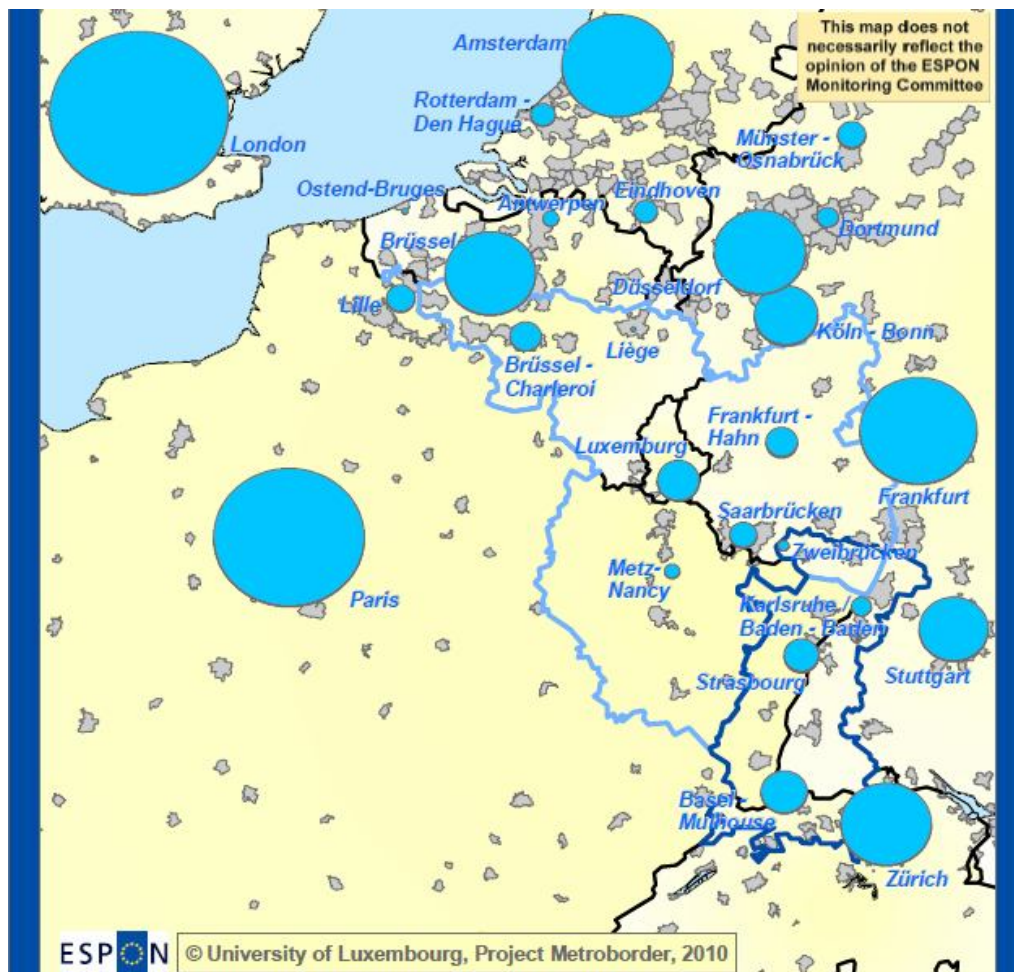 This map does not
necessarily reflect the
opinion of the ESPON
Monitoring Committee
Amsterdam
Rotterdam -
Den Hague
London
Münster -
Osnabrück
Ostend-Bruges
Antwerpen
Eindhoven
Dortmund
Brüssel
Düsseldorf
Lille
Köln - Bonn
Liège
Brüssel -
Charleroi
Frankfurt -
Hahn
Luxemburg
Frankfurt
Saarbrücken
Zweibrücken
Metz-
Nancy
Karlsruhe /
Baden - Baden
Paris
Strasbourg
Stuttgart
Basel -
Mulhouse
Zürich
ESPON
© University of Luxembourg, Project Metroborder, 2010